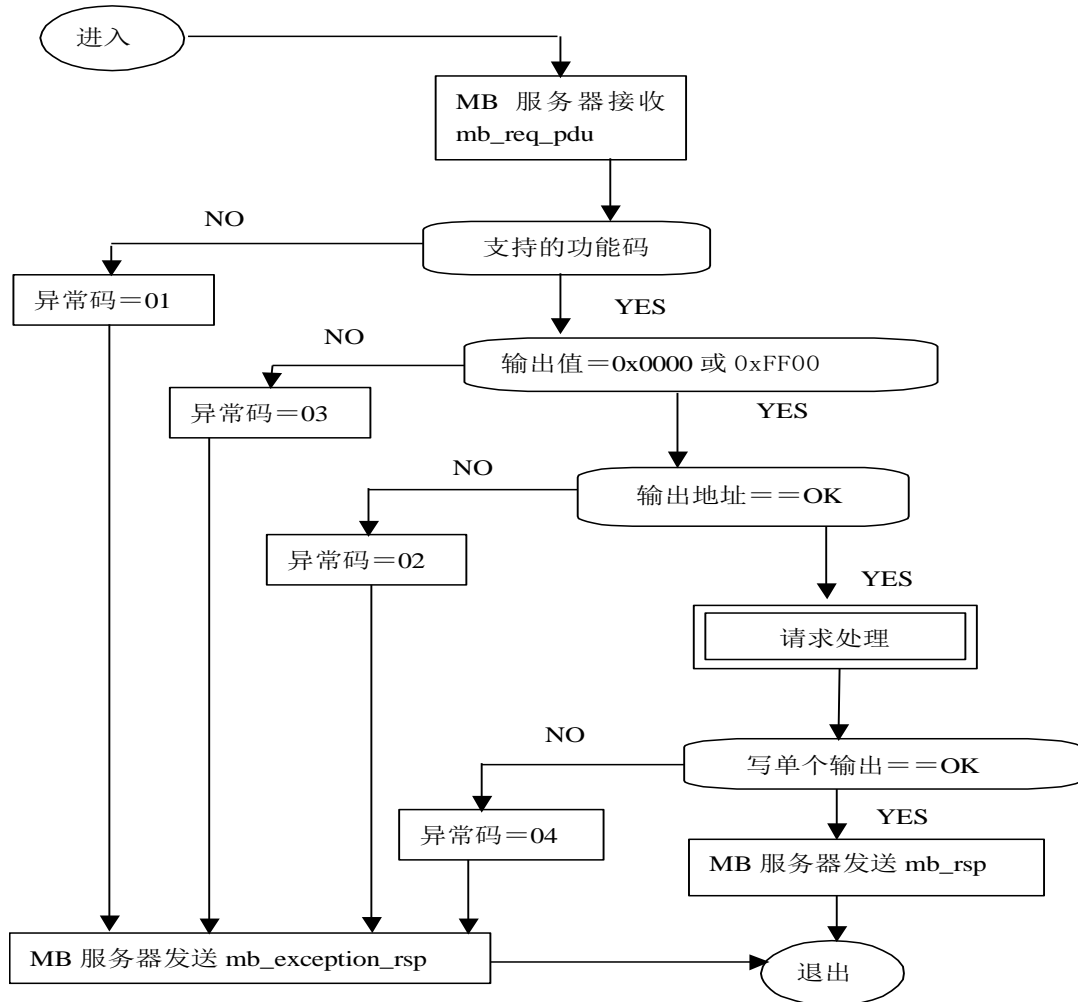 进入
MB 服务器接收
mb_req_pdu
NO
支持的功能码
异常码＝01
YES
NO
输出值＝0x0000 或 0xFF00
异常码＝03
YES
NO
输出地址＝＝OK
异常码＝02
YES
请求处理
NO
写单个输出＝＝OK
异常码＝04
YES
MB 服务器发送 mb_rsp
MB 服务器发送 mb_exception_rsp
退出